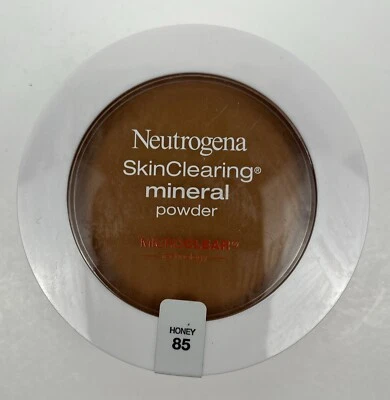 Neutrogena
SkinClearing®
mineral
powder
HONEY
85